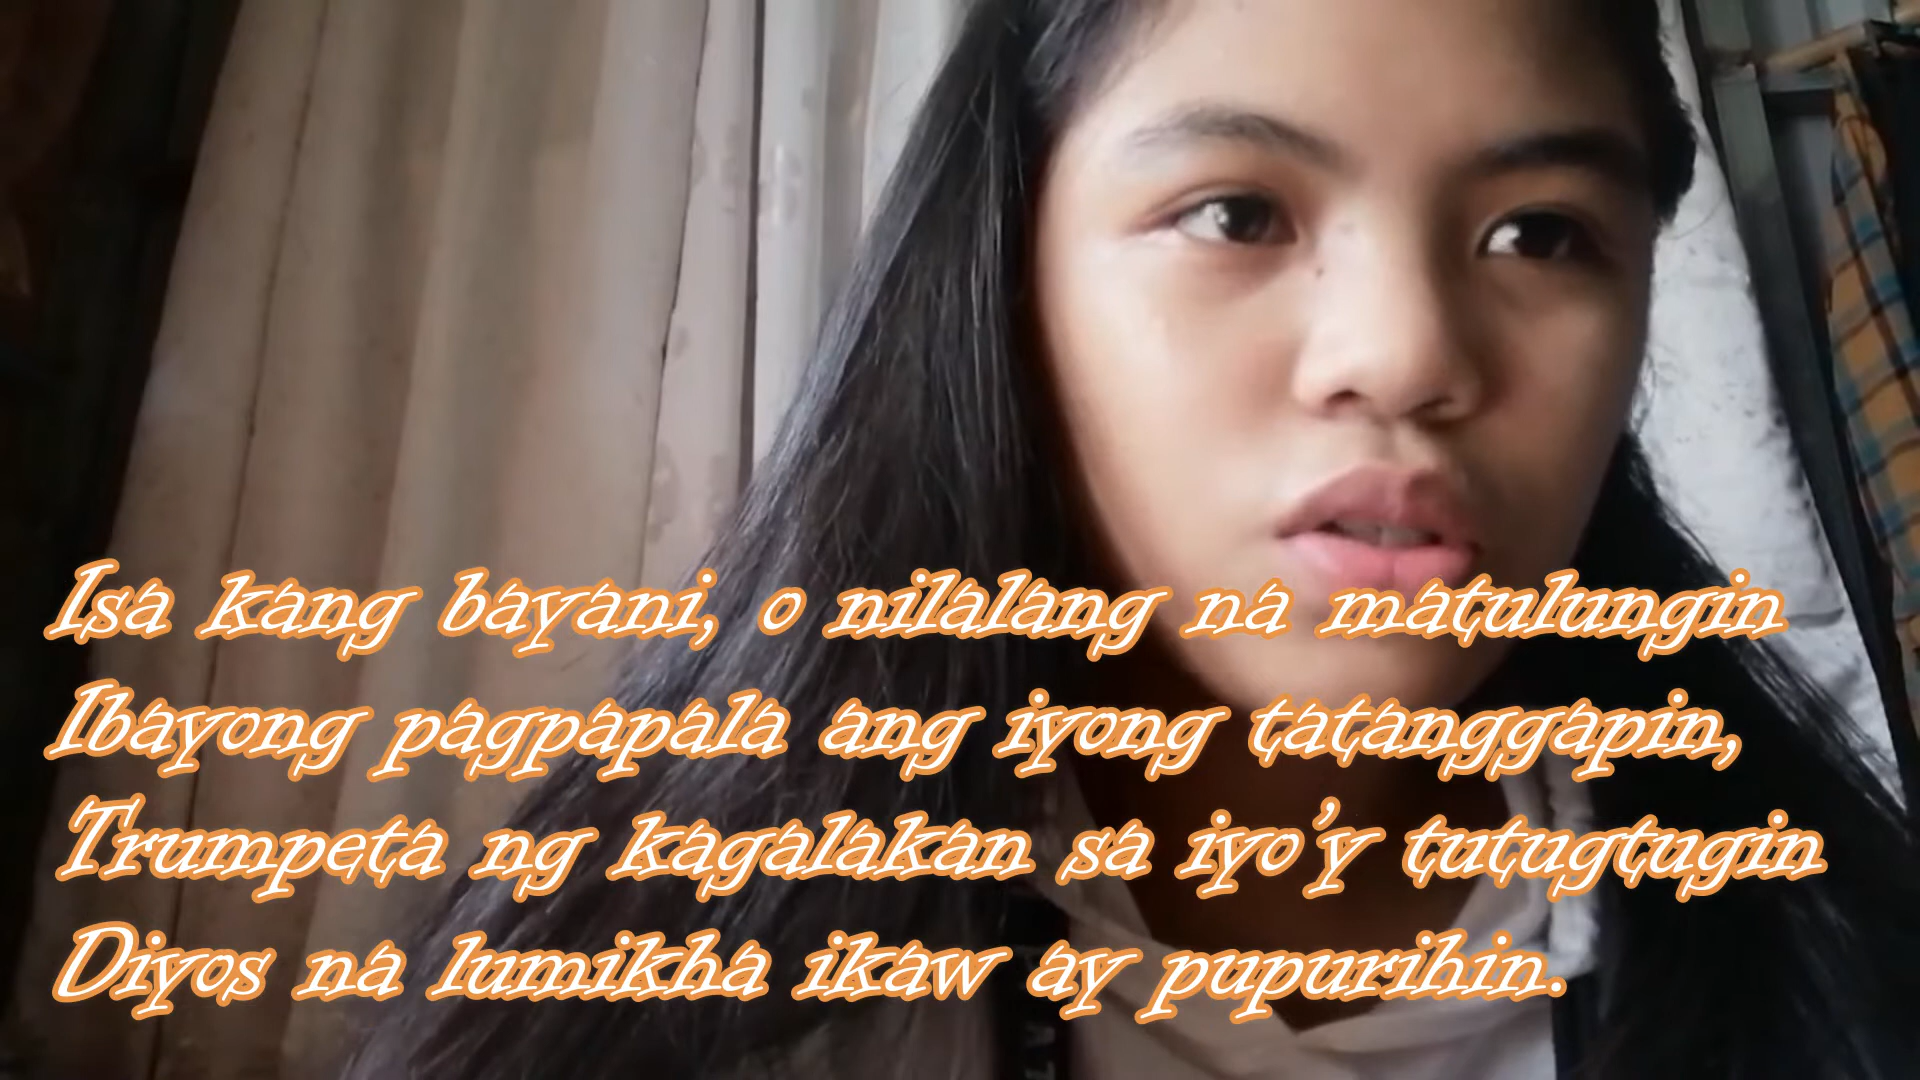 Isa kang bayani, o nilalang na matulungin
Ibayong pagpapala ang iyong tatanggapin,
Trumpeta ng kagalakan sa iyo'y tutugtugin
Diyos na lumikha ikaw ay pupurihin.